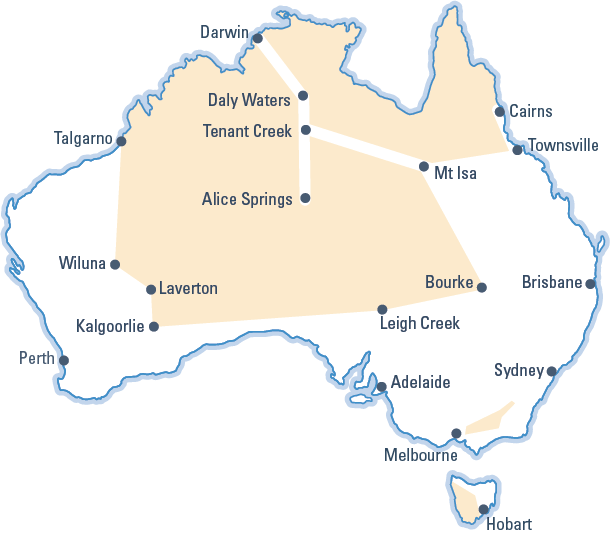 Darwin
Daly Waters
Cairns
Tenant Creek
Talgarno
Townsville
Mt Isa
Alice Springs
Wiluna
Laverton
Bourke
Brisbane
Kalgoorlie
Leigh Creek
Perth
Sydney
Adelaide
Melbourne
Hobart